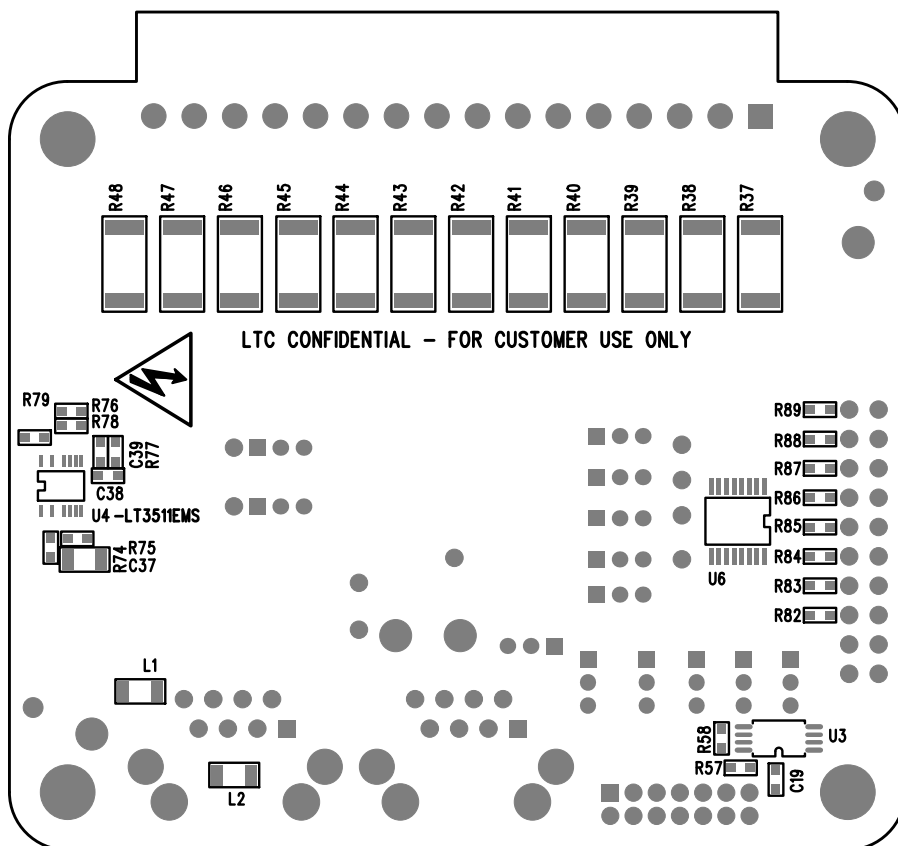 R48 R47 R46 R45 R44 R43 R42 R41 R40 R39 R38 R37
LTC CONFIDENTIAL - FOR CUSTOMER USE ONLY
R79
R76
R78
C39
R77
C38
U4-LT3511EMS
R74
R75
C37
R89
R88
R87
R86
R85
R84
R83
R82
U6
L1
L2
R58
U3
R57
C19